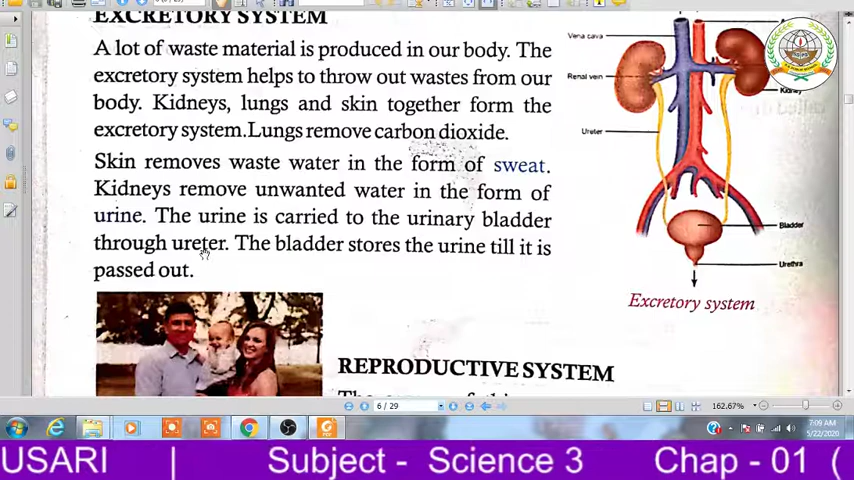 EXCRETORY SYSTEM
A lot of waste material is produced in our body. The
excretory system helps to throw out wastes from our
body. Kidneys, lungs and skin together form the
excretory system.Lungs remove carbon dioxide.
Skin removes waste water in the form of sweat.
Kidneys remove unwanted water in the form of
urine. The urine is carried to the urinary bladder
through ureter. The bladder stores the urine till it is
passed out.
Vena cava
Renal vein
Kidney
Ureter
Bladder
Urethra
Excretory system
REPRODUCTIVE SYSTEM
6 / 29
162.67%
7:09 AM
5/22/2020
USARI | Subject - Science 3 Chap - 01 (